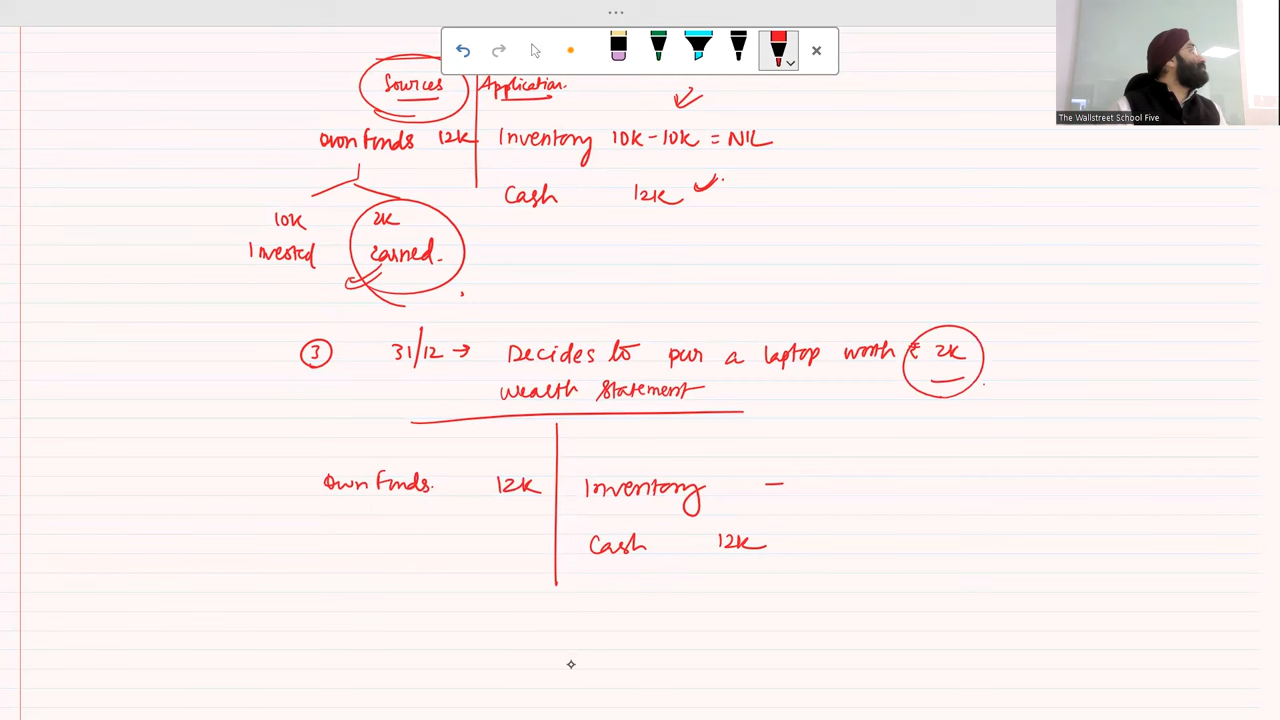 Sources Application
Own Funds 12K Inventory 10K - 10K = NIL
Cash 12K
10K 2K
Invested Earned.
3 31/12 → Decides to pur a laptop worth ₹ 2K
Wealth Statement
Own Funds. 12K Inventory —
Cash 12K
The Wallstreet School Five